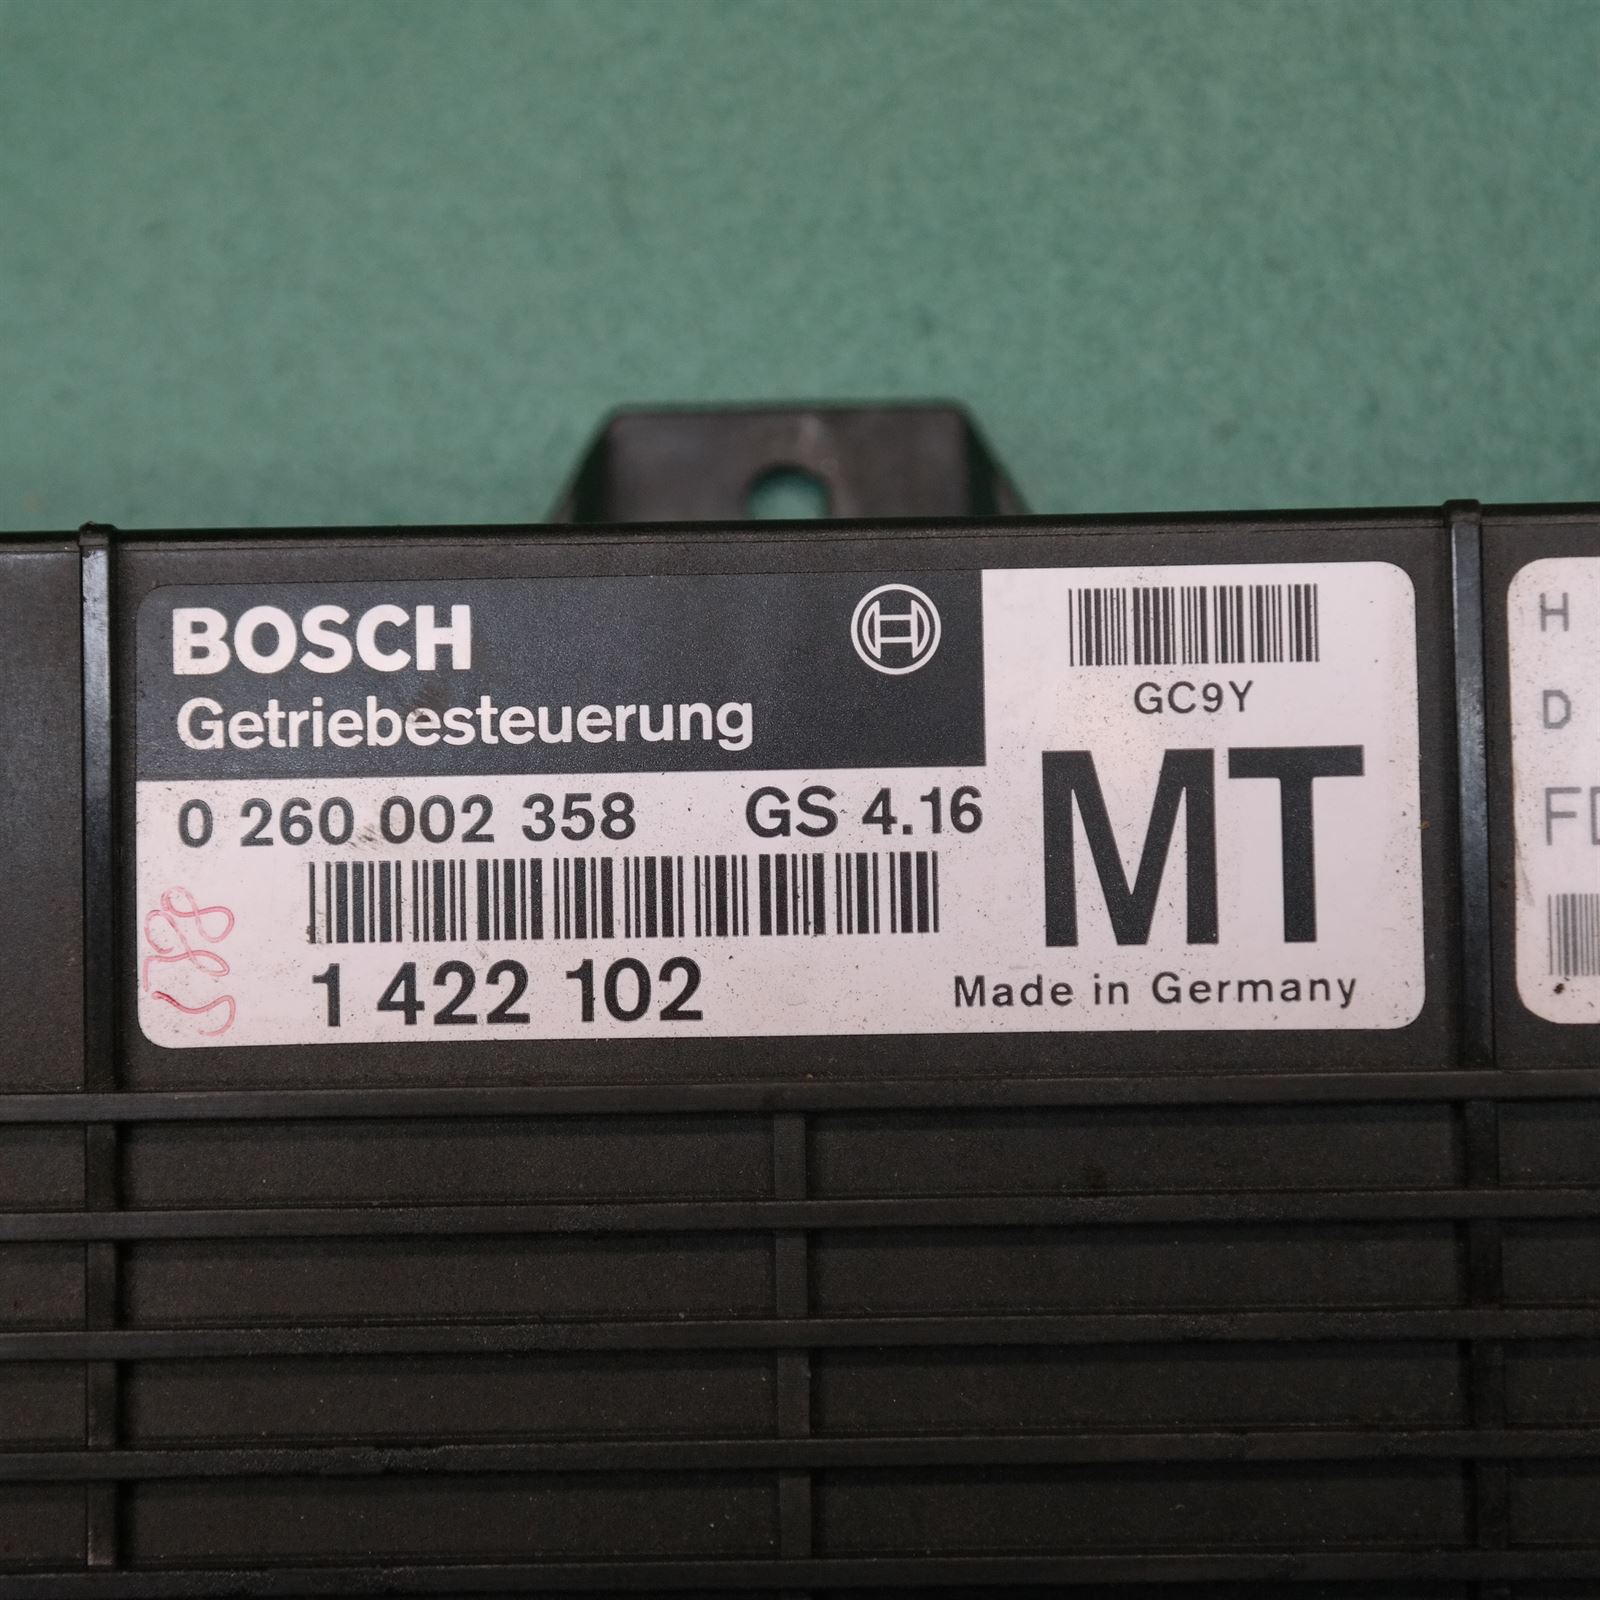 BOSCH
Getriebesteuerung
0 260 002 358 GS 4.16
1 422 102
GC9Y
MT
Made in Germany
H
D